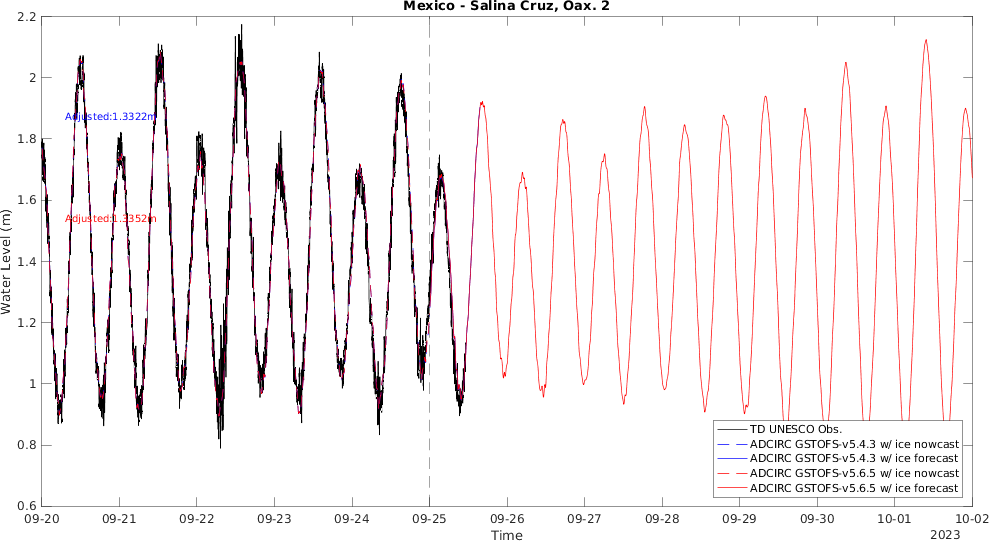 Mexico - Salina Cruz, Oax. 2
Water Level (m)
2.2
2
1.8
1.6
1.4
1.2
1
0.8
0.6
Adjusted:1.3322m
Adjusted:1.3352m
TD UNESCO Obs.
ADCIRC GSTOFS-v5.4.3 w/ ice nowcast
ADCIRC GSTOFS-v5.4.3 w/ ice forecast
ADCIRC GSTOFS-v5.6.5 w/ ice nowcast
ADCIRC GSTOFS-v5.6.5 w/ ice forecast
09-20 09-21 09-22 09-23 09-24 09-25 09-26 09-27 09-28 09-29 09-30 10-01 10-02
Time
2023